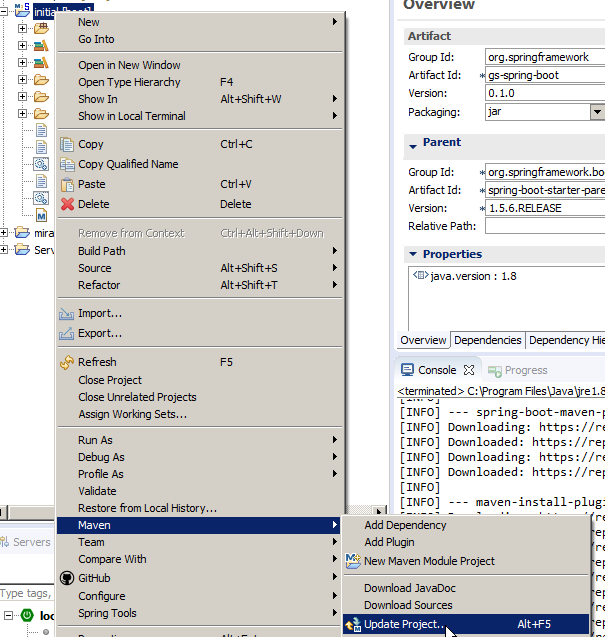 initial [boot]
New
Go Into
Open in New Window
Open Type Hierarchy F4
Show In Alt+Shift+W
Show in Local Terminal
Copy Ctrl+C
Copy Qualified Name
Paste Ctrl+V
Delete Delete
Remove from Context Ctrl+Alt+Shift+Down
Build Path
Source Alt+Shift+S
Refactor Alt+Shift+T
Import...
Export...
Refresh F5
Close Project
Close Unrelated Projects
Assign Working Sets...
Run As
Debug As
Profile As
Validate
Restore from Local History...
Maven
Team
Compare With
GitHub
Configure
Spring Tools
mira
Serv
Servers
Type tags,
loc
Add Dependency
Add Plugin
New Maven Module Project
Download JavaDoc
Download Sources
Update Project... Alt+F5
Overview
Artifact
Group Id: org.springframework
Artifact Id: * gs-spring-boot
Version: 0.1.0
Packaging: jar
Parent
Group Id: * org.springframework.boo
Artifact Id: * spring-boot-starter-pare
Version: * 1.5.6.RELEASE
Relative Path:
Properties
java.version : 1.8
Overview Dependencies Dependency Hie
Console Progress
<terminated> C:\Program Files\Java\jre1.8
[INFO]
[INFO] --- spring-boot-maven-p
[INFO] Downloading: https://re
[INFO] Downloaded: https://rep
[INFO] Downloading: https://re
[INFO] Downloaded: https://rep
[INFO]
[INFO] --- maven-install-plugi